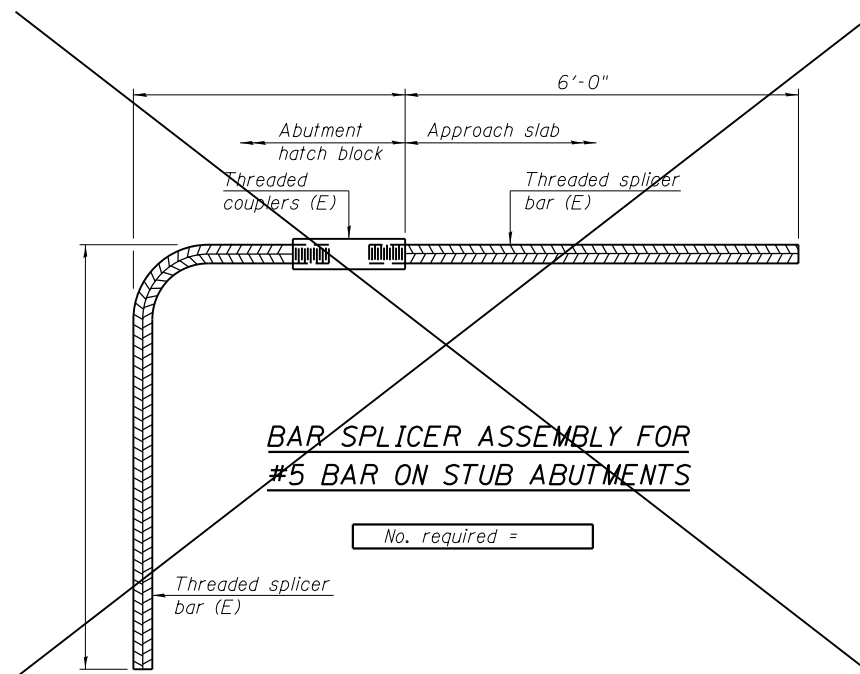 6'-0"
Abutment
hatch block
Approach slab
Threaded
couplers (E)
Threaded splicer
bar (E)
BAR SPLICER ASSEMBLY FOR
#5 BAR ON STUB ABUTMENTS
No. required =
Threaded splicer
bar (E)